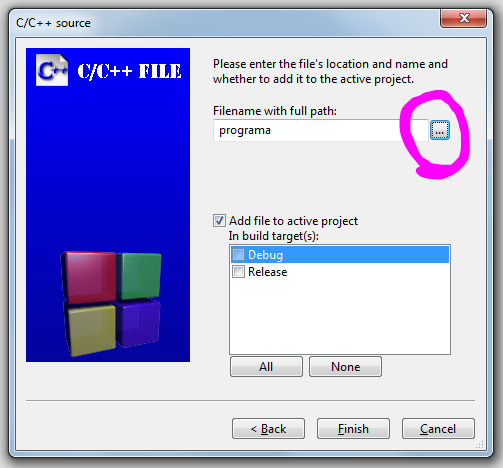 C/C++ source
C++
C/C++ FILE
Please enter the file's location and name and
whether to add it to the active project.
Filename with full path:
programa
...
Add file to active project
In build target(s):
Debug
Release
All
None
< Back
Finish
Cancel